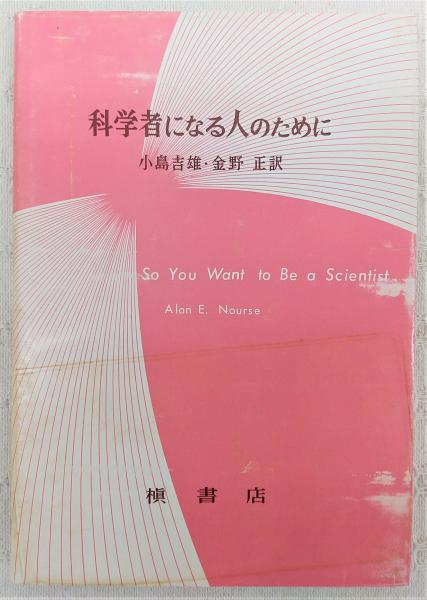 科学者になる人のために
小島吉雄・金野 正訳
So You Want to Be a Scientist
Alan E. Nourse
槇書店